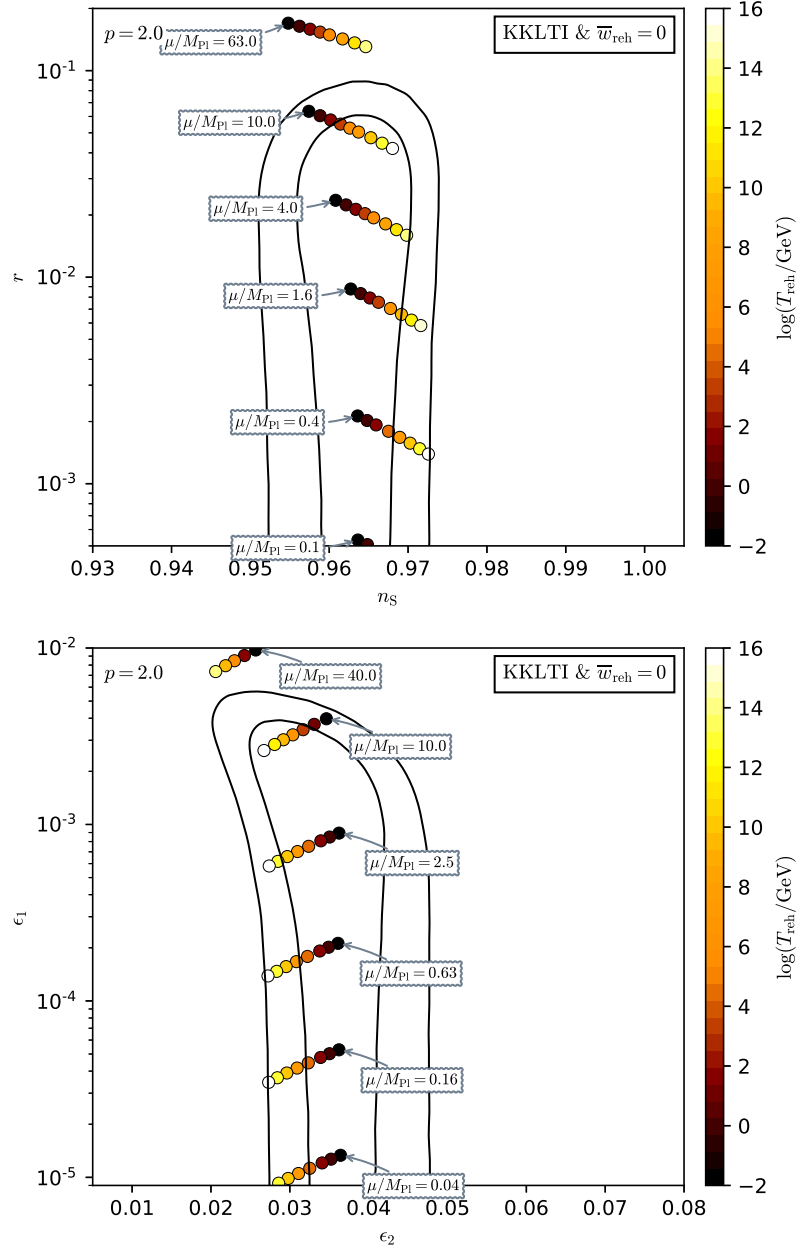 p = 2.0
KKLTI & w̅reh = 0
μ/MPl = 63.0
μ/MPl = 10.0
μ/MPl = 4.0
μ/MPl = 1.6
μ/MPl = 0.4
μ/MPl = 0.1
10⁻¹
10⁻²
10⁻³
r
0.93 0.94 0.95 0.96 0.97 0.98 0.99 1.00
nS
16
14
12
10
8
6
4
2
0
−2
log(Treh/GeV)
p = 2.0
KKLTI & w̅reh = 0
μ/MPl = 40.0
μ/MPl = 10.0
μ/MPl = 2.5
μ/MPl = 0.63
μ/MPl = 0.16
μ/MPl = 0.04
10⁻²
10⁻³
10⁻⁴
10⁻⁵
ϵ1
0.01 0.02 0.03 0.04 0.05 0.06 0.07 0.08
ϵ2
16
14
12
10
8
6
4
2
0
−2
log(Treh/GeV)